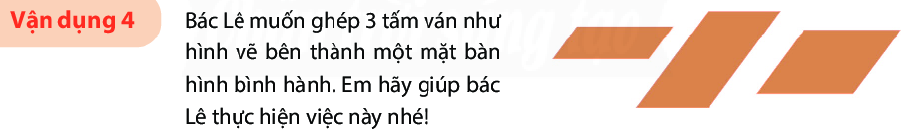 Vận dụng 4
Bác Lê muốn ghép 3 tấm ván như
hình vẽ bên thành một mặt bàn
hình bình hành. Em hãy giúp bác
Lê thực hiện việc này nhé!